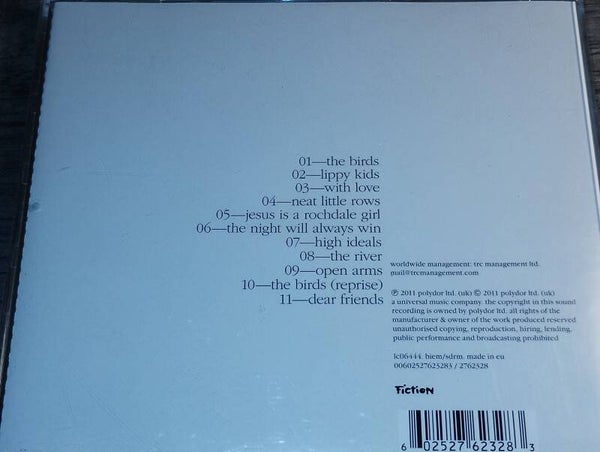 01—the birds
02—lippy kids
03—with love
04—neat little rows
05—jesus is a rochdale girl
06—the night will always win
07—high ideals
08—the river
09—open arms
10—the birds (reprise)
11—dear friends
worldwide management: trc management ltd.
mail@trcmanagement.com
℗ 2011 polydor ltd. (uk) © 2011 polydor ltd. (uk)
a universal music company. the copyright in this sound
recording is owned by polydor ltd. all rights of the
manufacturer & owner of the work produced reserved.
unauthorised copying, reproduction, hiring, lending,
public performance and broadcasting prohibited
lc06444. biem/sdrm. made in eu
00602527623283 / 2762328
Fiction
6 02527 62328 3